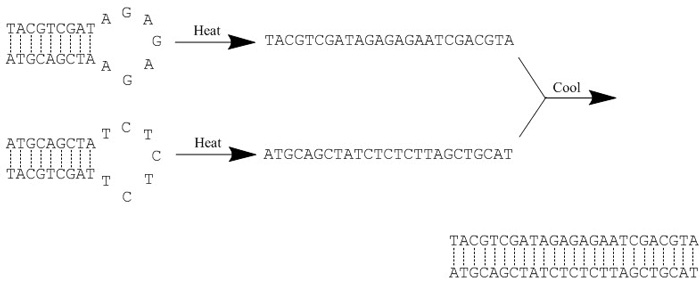 TACGTCGAT A G A G A G A
ATGCAGCTA
Heat
TACGTCGATAGAGAGAATCGACGTA
Cool
ATGCAGCTA T C T C T C T
TACGTCGAT
Heat
ATGCAGCTATCTCTCTTAGCTGCAT
TACGTCGATAGAGAGAATCGACGTA
ATGCAGCTATCTCTCTTAGCTGCAT